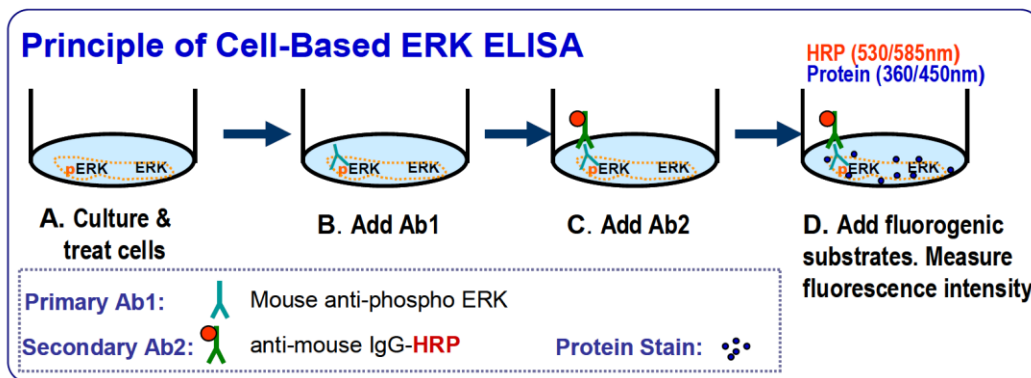 Principle of Cell-Based ERK ELISA
HRP (530/585nm)
Protein (360/450nm)
pERK ERK
pERK ERK
pERK ERK
pERK ERK
A. Culture &
treat cells
B. Add Ab1
C. Add Ab2
D. Add fluorogenic
substrates. Measure
fluorescence intensity
Primary Ab1: Mouse anti-phospho ERK
Secondary Ab2: anti-mouse IgG-HRP Protein Stain: